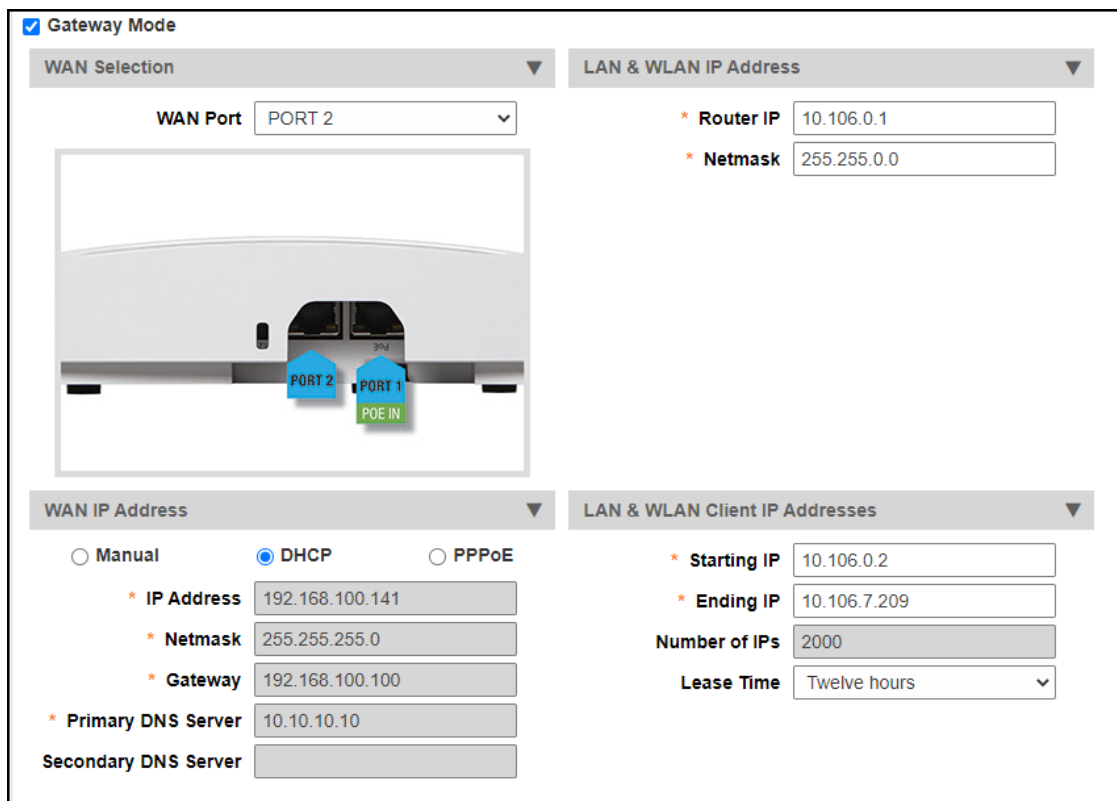 Gateway Mode
WAN Selection
WAN Port PORT 2
PORT 2
PoE
PORT 1
POE IN
LAN & WLAN IP Address
* Router IP 10.106.0.1
* Netmask 255.255.0.0
WAN IP Address
Manual DHCP PPPoE
* IP Address 192.168.100.141
* Netmask 255.255.255.0
* Gateway 192.168.100.100
* Primary DNS Server 10.10.10.10
Secondary DNS Server
LAN & WLAN Client IP Addresses
* Starting IP 10.106.0.2
* Ending IP 10.106.7.209
Number of IPs 2000
Lease Time Twelve hours